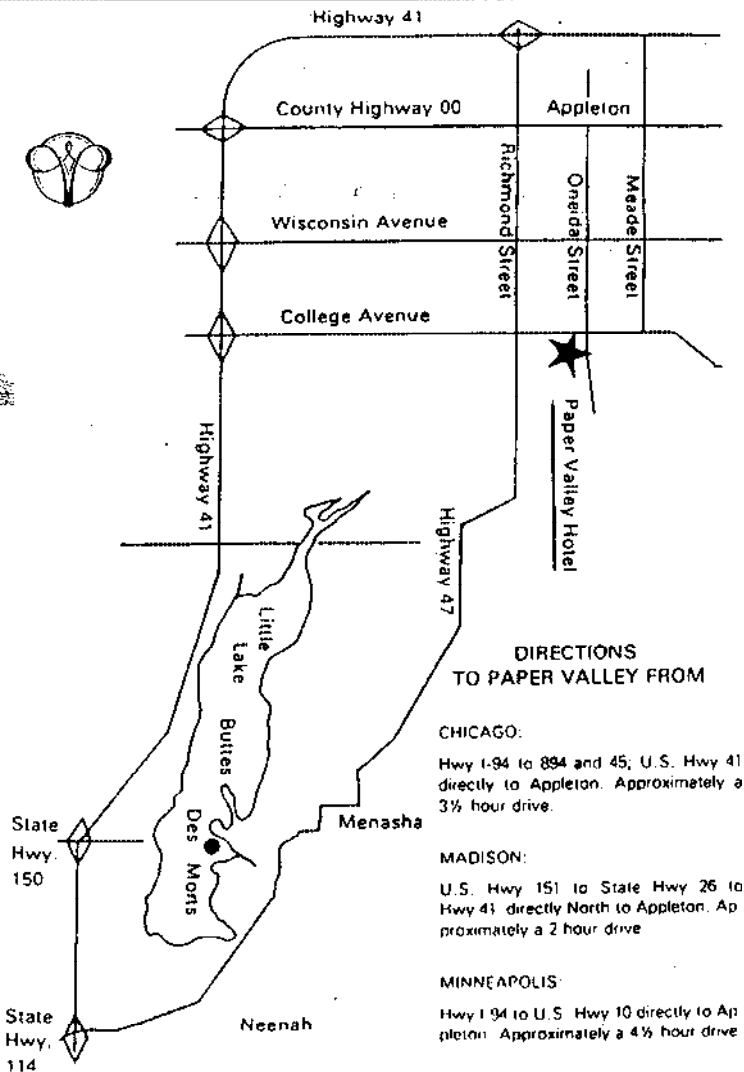 Highway 41
County Highway 00
Appleton
Richmond Street
Oneida Street
Meade Street
Wisconsin Avenue
College Avenue
Highway 41
Paper Valley Hotel
Highway 47
Little
Lake
Buttes
Des Morts
DIRECTIONS
TO PAPER VALLEY FROM
CHICAGO:
Hwy I-94 to 894 and 45; U.S. Hwy 41
directly to Appleton. Approximately a
3½ hour drive.
State
Hwy.
150
Menasha
MADISON:
U.S. Hwy 151 to State Hwy 26 to
Hwy 41 directly North to Appleton. Ap
proximately a 2 hour drive
MINNEAPOLIS:
Hwy I 94 to U.S. Hwy 10 directly to Ap
pleton. Approximately a 4½ hour drive
State
Hwy.
114
Neenah